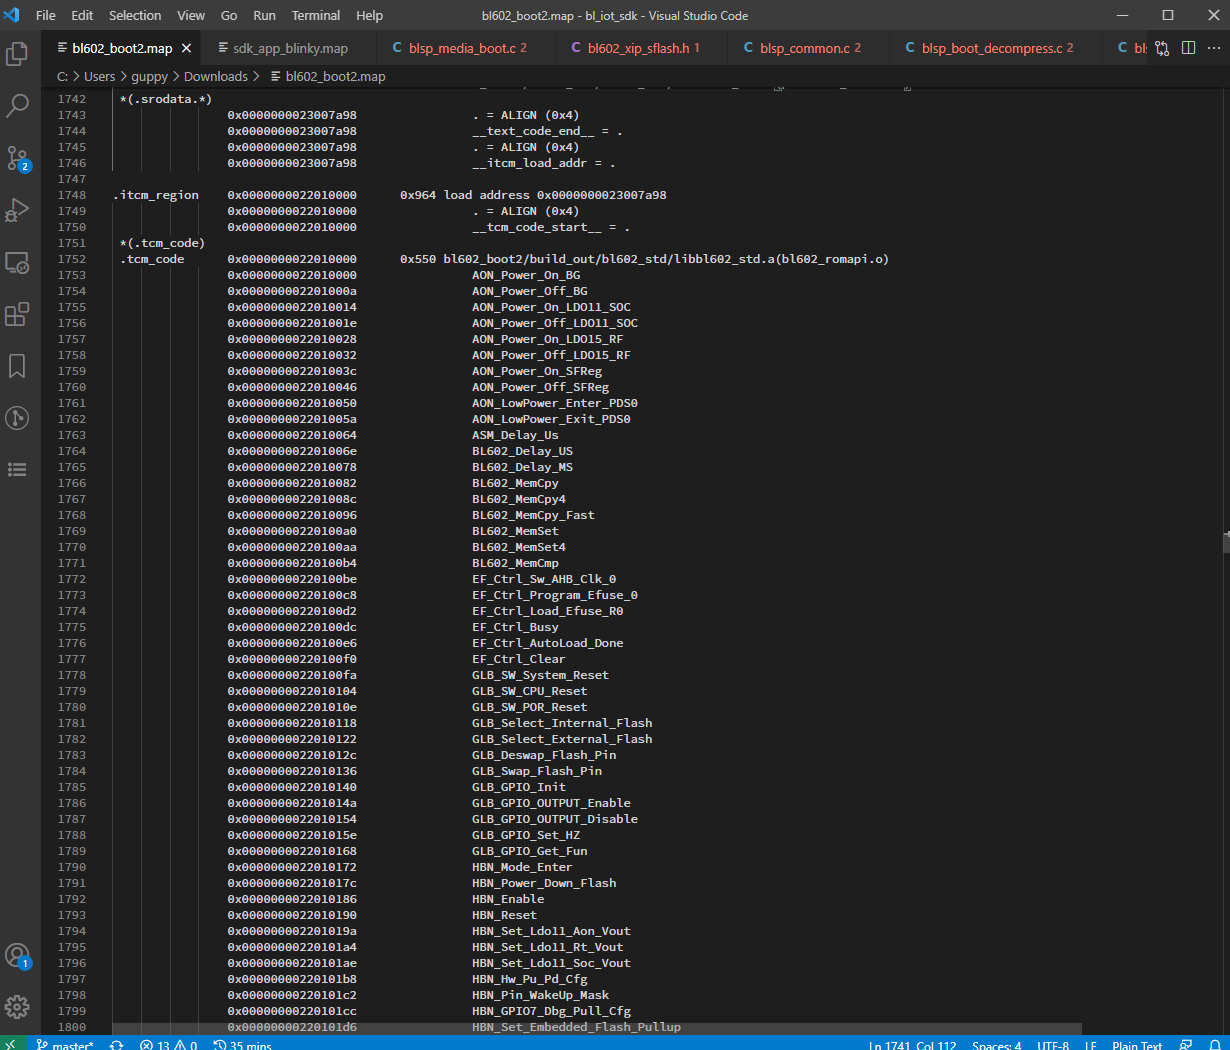 File Edit Selection View Go Run Terminal Help bl602_boot2.map - bl_iot_sdk - Visual Studio Code
bl602_boot2.map sdk_app_blinky.map C blsp_media_boot.c 2 C bl602_xip_sflash.h 1 C blsp_common.c 2 C blsp_boot_decompress.c 2 C bl:
C: > Users > guppy > Downloads > bl602_boot2.map
1742 *(.srodata.*)
1743 0x0000000023007a98 . = ALIGN (0x4)
1744 0x0000000023007a98 __text_code_end__ = .
1745 0x0000000023007a98 . = ALIGN (0x4)
1746 0x0000000023007a98 __itcm_load_addr = .
1747
1748 .itcm_region 0x0000000022010000 0x964 load address 0x0000000023007a98
1749 0x0000000022010000 . = ALIGN (0x4)
1750 0x0000000022010000 __tcm_code_start__ = .
1751 *(.tcm_code)
1752 .tcm_code 0x0000000022010000 0x550 bl602_boot2/build_out/bl602_std/libbl602_std.a(bl602_romapi.o)
1753 0x0000000022010000 AON_Power_On_BG
1754 0x000000002201000a AON_Power_Off_BG
1755 0x0000000022010014 AON_Power_On_LDO11_SOC
1756 0x000000002201001e AON_Power_Off_LDO11_SOC
1757 0x0000000022010028 AON_Power_On_LDO15_RF
1758 0x0000000022010032 AON_Power_Off_LDO15_RF
1759 0x000000002201003c AON_Power_On_SFReg
1760 0x0000000022010046 AON_Power_Off_SFReg
1761 0x0000000022010050 AON_LowPower_Enter_PDS0
1762 0x000000002201005a AON_LowPower_Exit_PDS0
1763 0x0000000022010064 ASM_Delay_Us
1764 0x000000002201006e BL602_Delay_US
1765 0x0000000022010078 BL602_Delay_MS
1766 0x0000000022010082 BL602_MemCpy
1767 0x000000002201008c BL602_MemCpy4
1768 0x0000000022010096 BL602_MemCpy_Fast
1769 0x00000000220100a0 BL602_MemSet
1770 0x00000000220100aa BL602_MemSet4
1771 0x00000000220100b4 BL602_MemCmp
1772 0x00000000220100be EF_Ctrl_Sw_AHB_Clk_0
1773 0x00000000220100c8 EF_Ctrl_Program_Efuse_0
1774 0x00000000220100d2 EF_Ctrl_Load_Efuse_R0
1775 0x00000000220100dc EF_Ctrl_Busy
1776 0x00000000220100e6 EF_Ctrl_AutoLoad_Done
1777 0x00000000220100f0 EF_Ctrl_Clear
1778 0x00000000220100fa GLB_SW_System_Reset
1779 0x0000000022010104 GLB_SW_CPU_Reset
1780 0x000000002201010e GLB_SW_POR_Reset
1781 0x0000000022010118 GLB_Select_Internal_Flash
1782 0x0000000022010122 GLB_Select_External_Flash
1783 0x000000002201012c GLB_Deswap_Flash_Pin
1784 0x0000000022010136 GLB_Swap_Flash_Pin
1785 0x0000000022010140 GLB_GPIO_Init
1786 0x000000002201014a GLB_GPIO_OUTPUT_Enable
1787 0x0000000022010154 GLB_GPIO_OUTPUT_Disable
1788 0x000000002201015e GLB_GPIO_Set_HZ
1789 0x0000000022010168 GLB_GPIO_Get_Fun
1790 0x0000000022010172 HBN_Mode_Enter
1791 0x000000002201017c HBN_Power_Down_Flash
1792 0x0000000022010186 HBN_Enable
1793 0x0000000022010190 HBN_Reset
1794 0x000000002201019a HBN_Set_Ldo11_Aon_Vout
1795 0x00000000220101a4 HBN_Set_Ldo11_Rt_Vout
1796 0x00000000220101ae HBN_Set_Ldo11_Soc_Vout
1797 0x00000000220101b8 HBN_Hw_Pu_Pd_Cfg
1798 0x00000000220101c2 HBN_Pin_WakeUp_Mask
1799 0x00000000220101cc HBN_GPIO7_Dbg_Pull_Cfg
1800 0x00000000220101d6 HBN_Set_Embedded_Flash_Pullup
2
1
master* 13 0 35 mins Ln 1741, Col 112 Spaces: 4 UTF-8 LF Plain Text